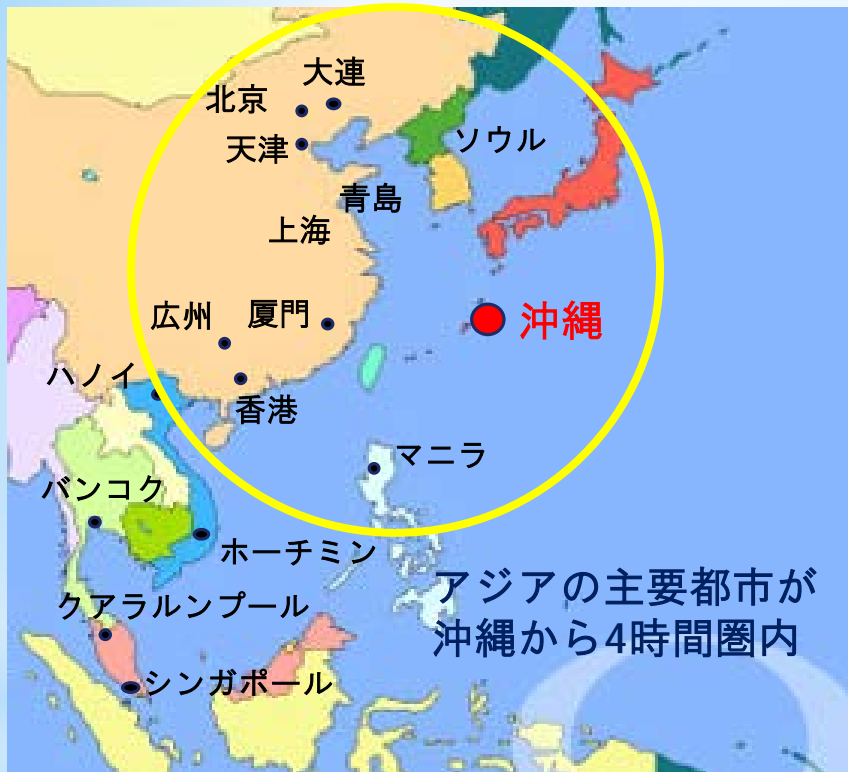 大連
北京
天津
ソウル
青島
上海
広州
厦門
沖縄
ハノイ
香港
マニラ
バンコク
ホーチミン
アジアの主要都市が
沖縄から4時間圏内
クアラルンプール
シンガポール